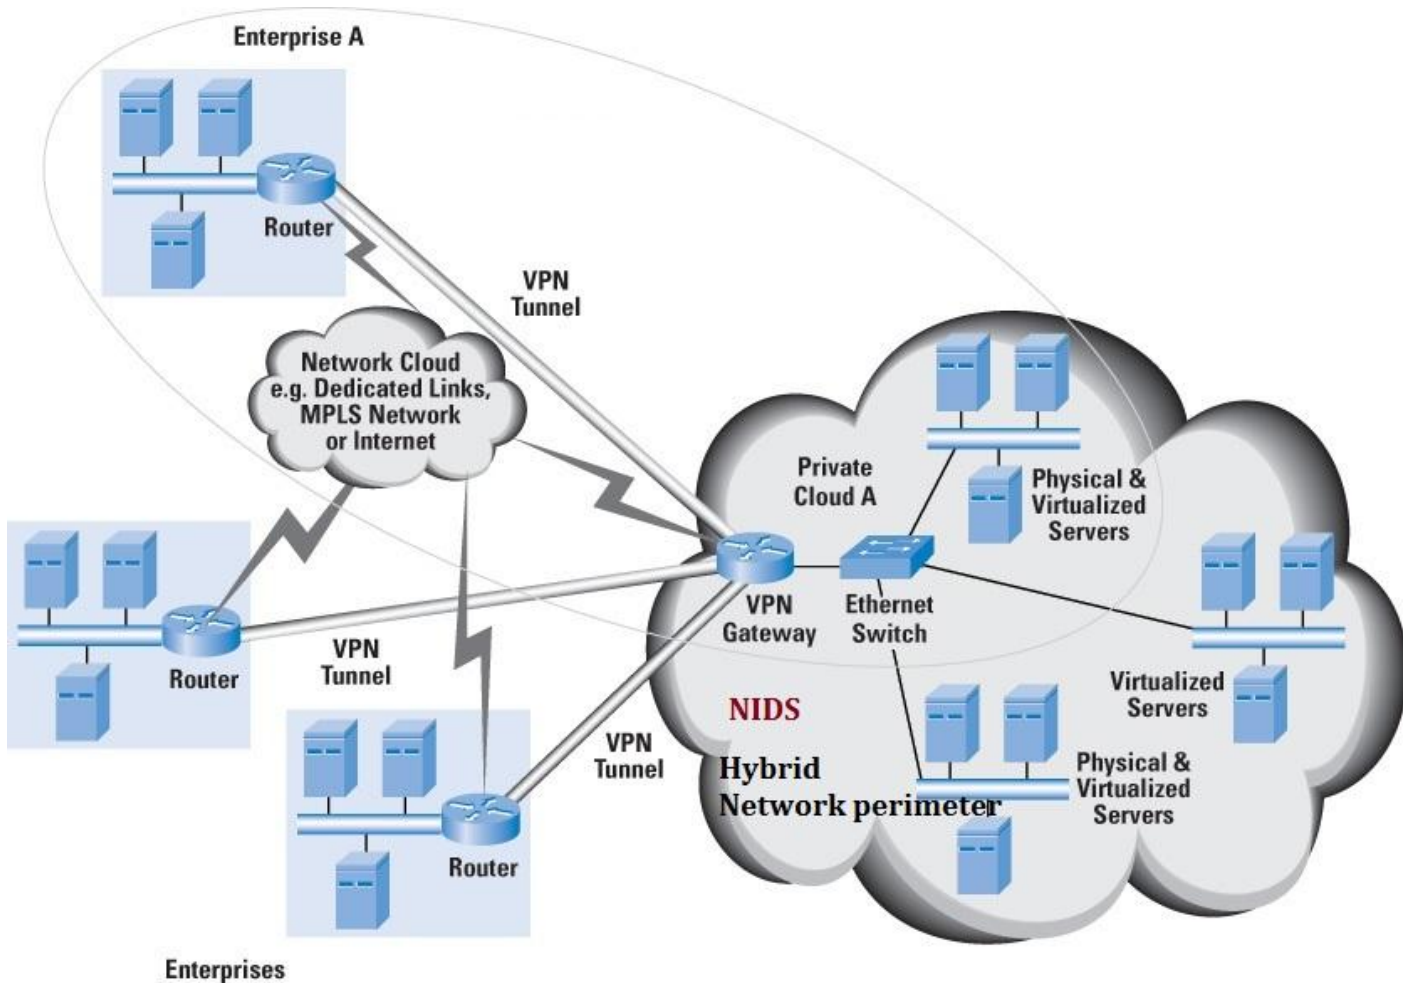 Enterprise A
Router
VPN
Tunnel
Network Cloud
e.g. Dedicated Links,
MPLS Network
or Internet
Private
Cloud A
Physical &
Virtualized
Servers
VPN
Gateway
Ethernet
Switch
Router
VPN
Tunnel
Virtualized
Servers
NIDS
Hybrid
Network perimeter
VPN
Tunnel
Physical &
Virtualized
Servers
Router
Enterprises